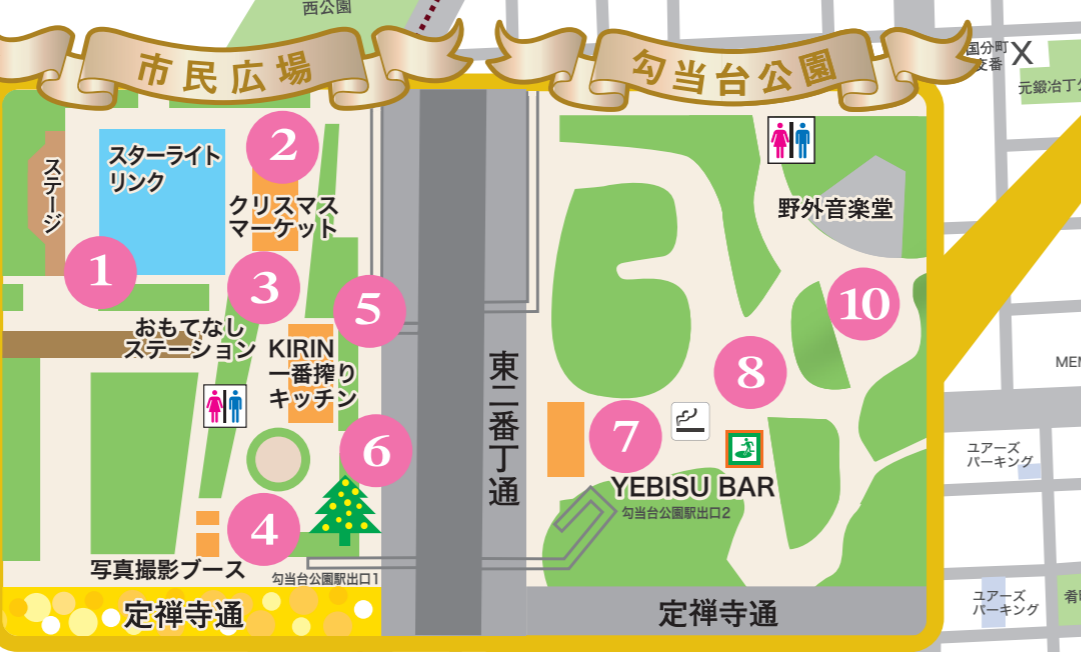 西公園
市民広場
勾当台公園
国分町
交番
X
ステージ
スターライト
リンク
2
クリスマス
マーケット
1
3
5
おもてなし
ステーション
KIRIN
一番搾り
キッチン
6
4
写真撮影ブース
勾当台公園駅出口1
定禅寺通
東二番丁通
野外音楽堂
10
8
7
YEBISU BAR
勾当台公園駅出口2
定禅寺通
ユアーズ
パーキング
ユアーズ
パーキング